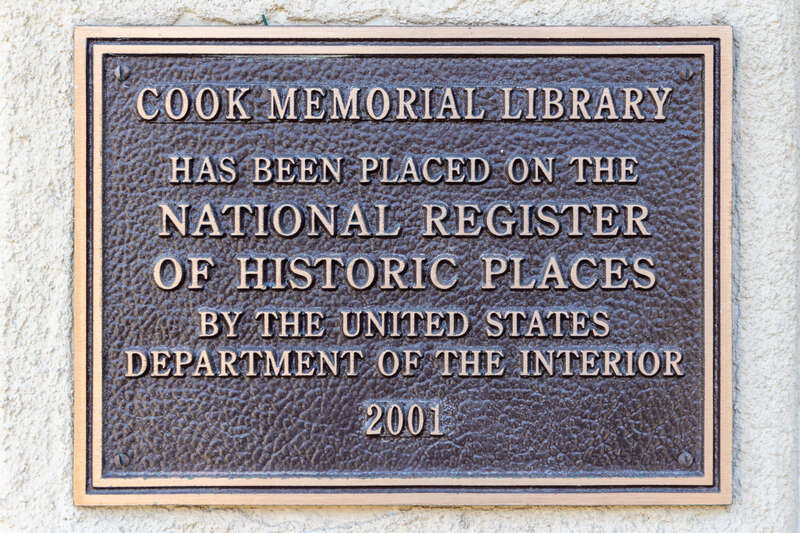 COOK MEMORIAL LIBRARY
HAS BEEN PLACED ON THE
NATIONAL REGISTER
OF HISTORIC PLACES
BY THE UNITED STATES
DEPARTMENT OF THE INTERIOR
2001